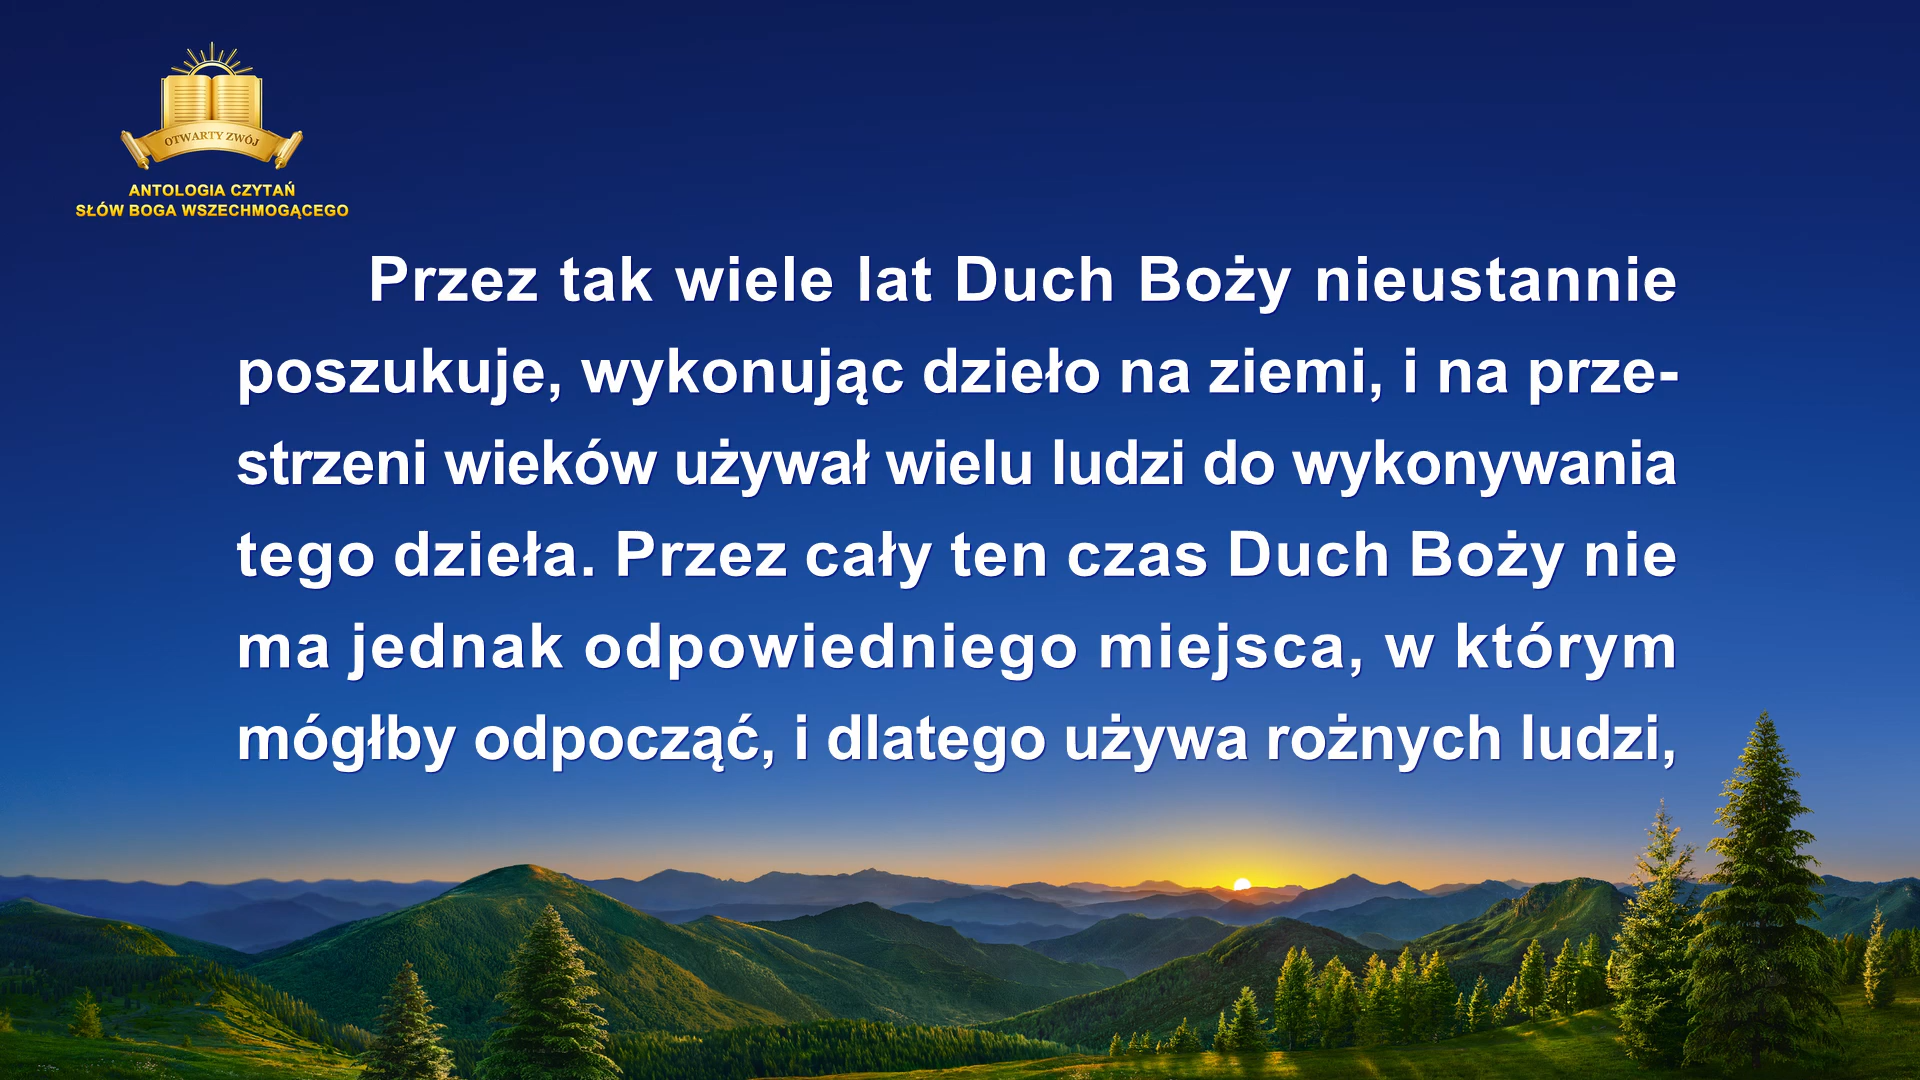 OTWARTY ZWÓJ
ANTOLOGIA CZYTAŃ
SŁÓW BOGA WSZECHMOGĄCEGO
Przez tak wiele lat Duch Boży nieustannie
poszukuje, wykonując dzieło na ziemi, i na prze-
strzeni wieków używał wielu ludzi do wykonywania
tego dzieła. Przez cały ten czas Duch Boży nie
ma jednak odpowiedniego miejsca, w którym
mógłby odpocząć, i dlatego używa rożnych ludzi,